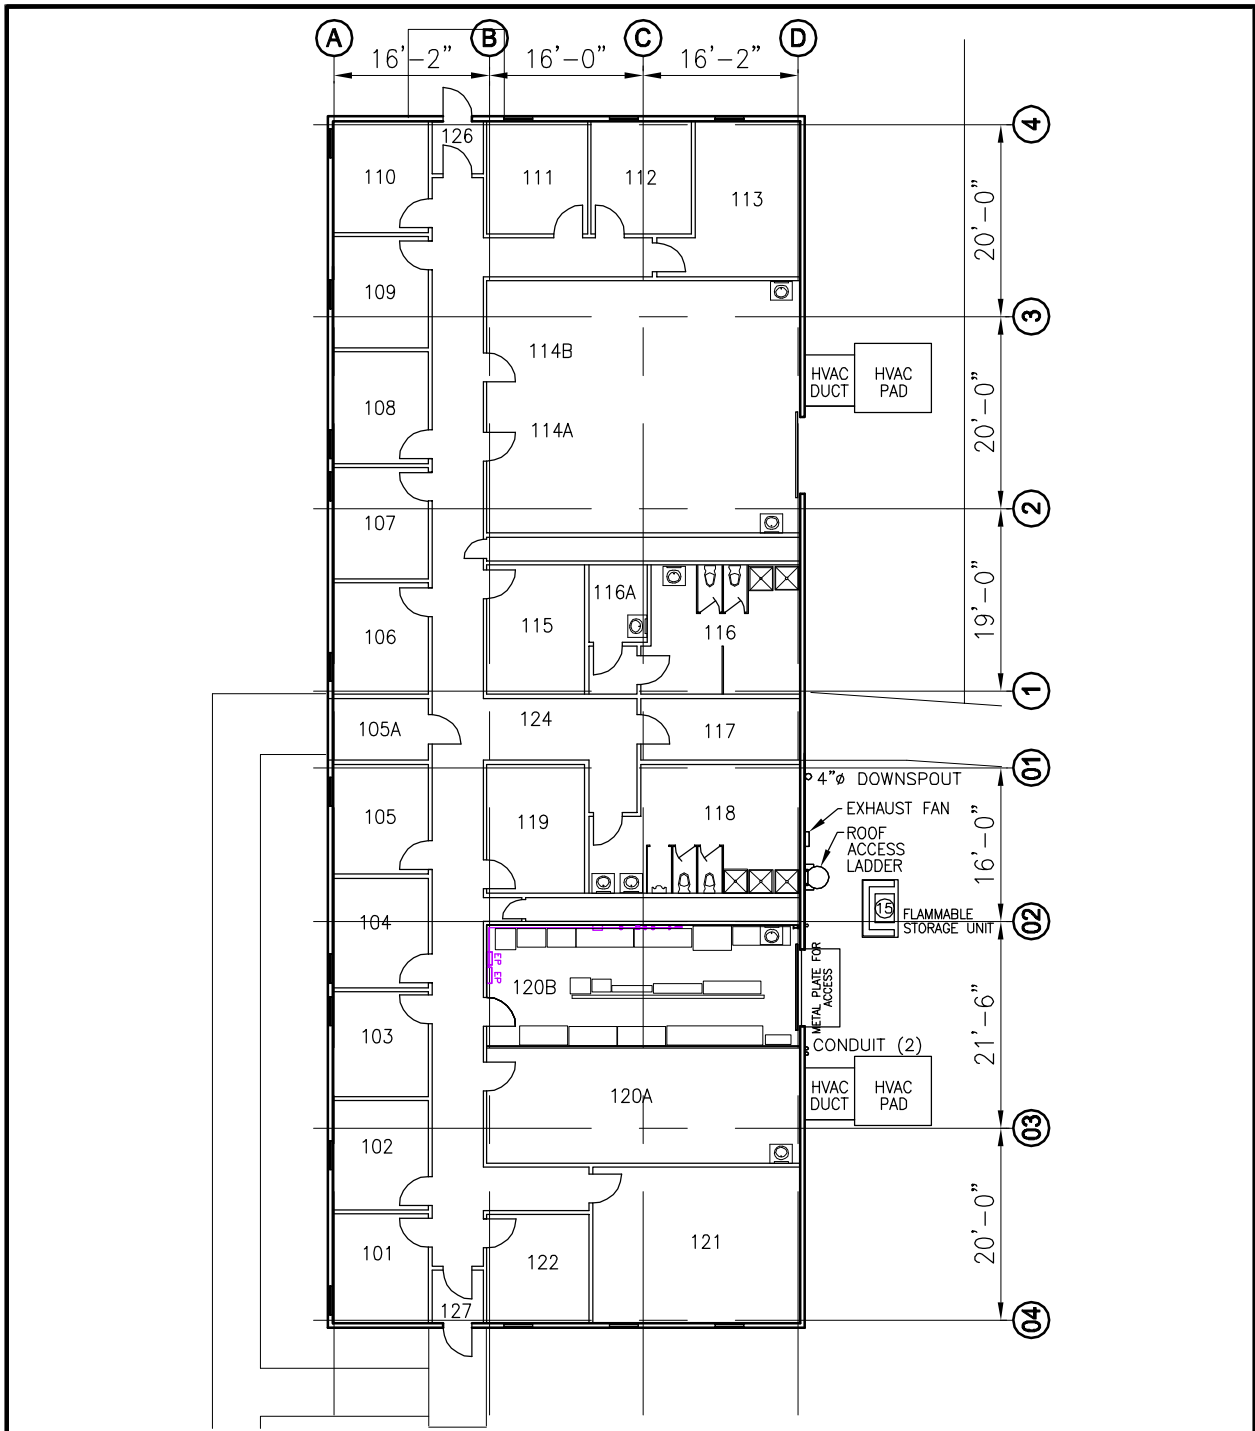 A
B
C
D
16'-2"
16'-0"
16'-2"
4
126
110
111
112
113
20'-0"
109
3
114B
HVAC
DUCT
HVAC
PAD
108
114A
20'-0"
107
2
116A
115
116
106
19'-0"
1
105A
124
117
01
4"ø DOWNSPOUT
105
119
118
EXHAUST FAN
ROOF
ACCESS
LADDER
16'-0"
104
15
FLAMMABLE
STORAGE UNIT
02
EP EP
120B
METAL PLATE FOR
ACCESS
103
21'-6"
CONDUIT (2)
120A
HVAC
DUCT
HVAC
PAD
102
03
101
122
121
20'-0"
127
04